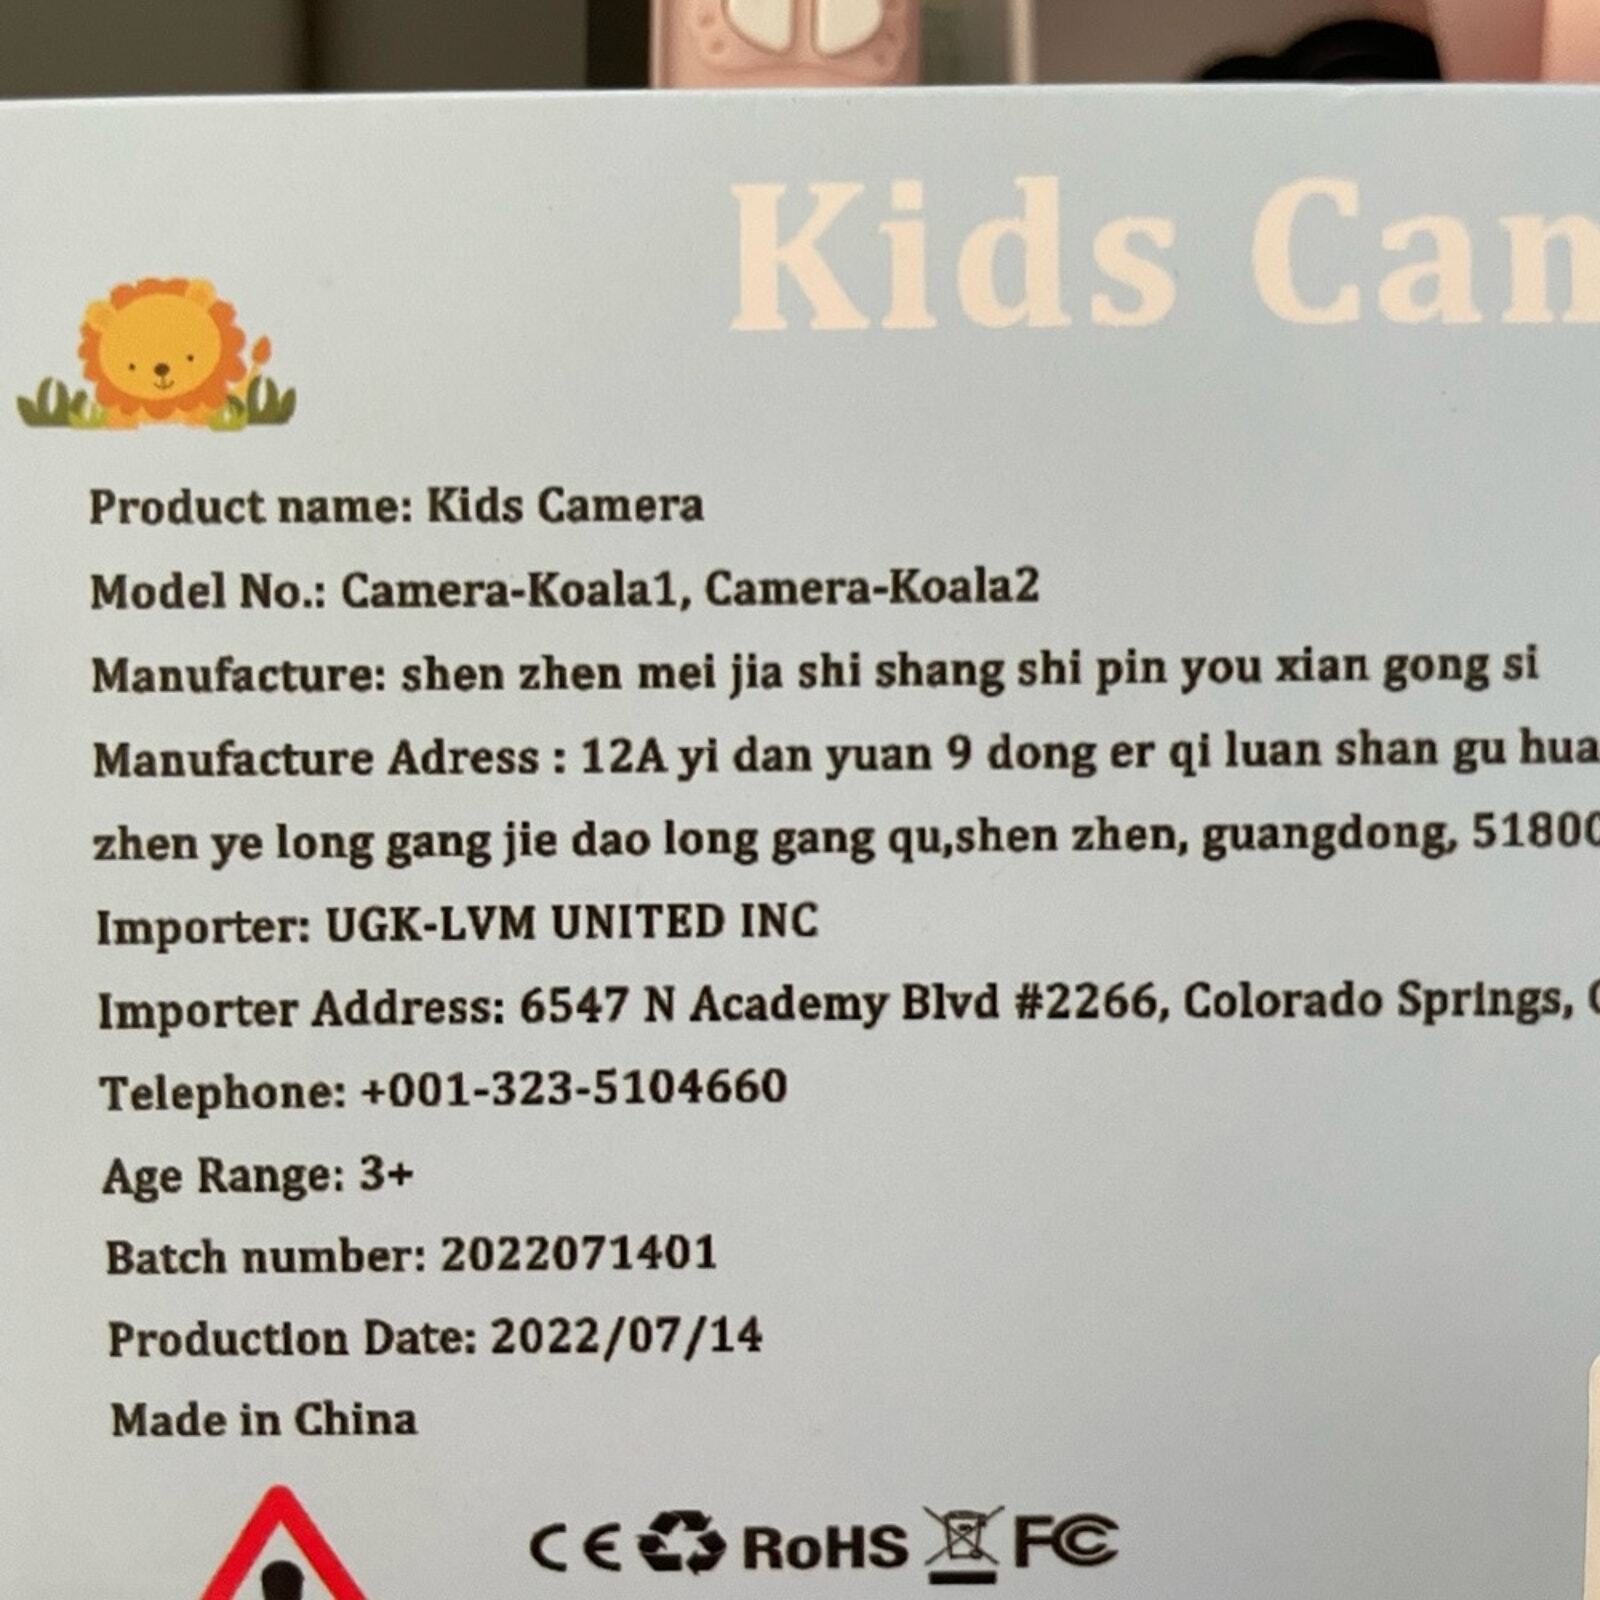 Kids Cam
Product name: Kids Camera
Model No.: Camera-Koala1, Camera-Koala2
Manufacture: shen zhen mei jia shi shang shi pin you xian gong si
Manufacture Adress : 12A yi dan yuan 9 dong er qi luan shan gu hua
zhen ye long gang jie dao long gang qu,shen zhen, guangdong, 51800
Importer: UGK-LVM UNITED INC
Importer Address: 6547 N Academy Blvd #2266, Colorado Springs,
Telephone: +001-323-5104660
Age Range: 3+
Batch number: 2022071401
Production Date: 2022/07/14
Made in China
CE RoHS FC